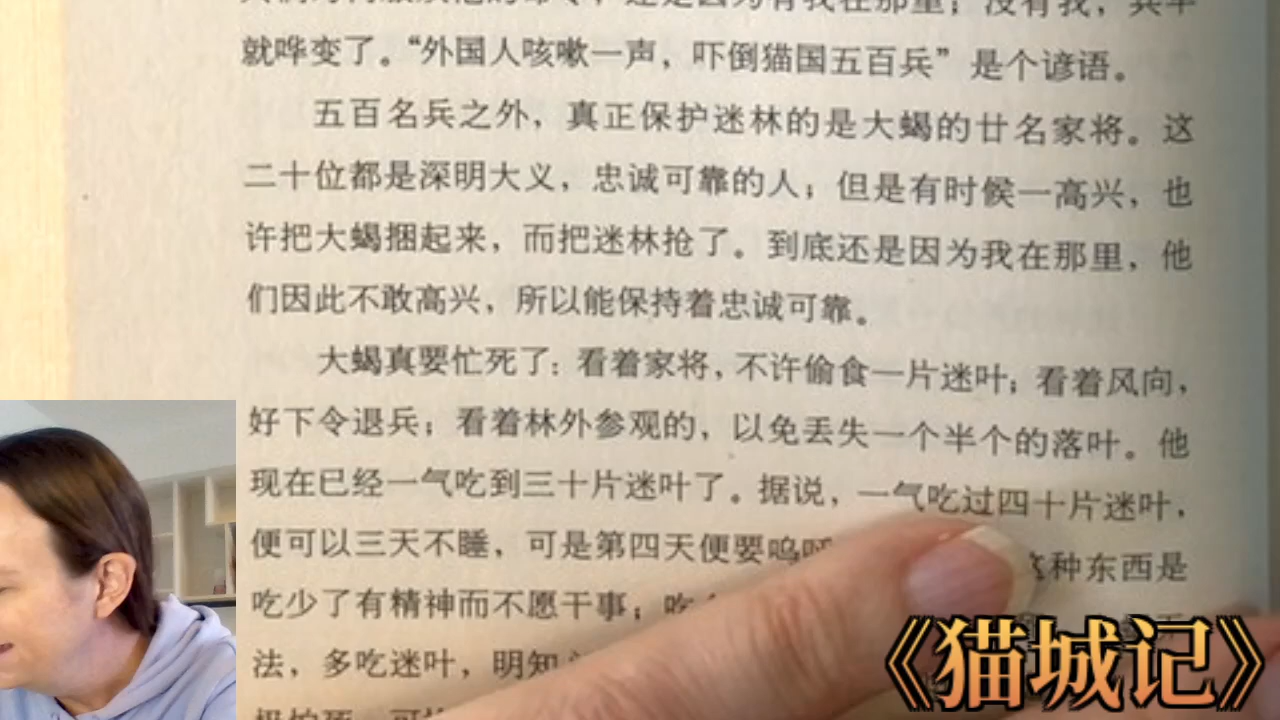 就哗变了。“外国人咳嗽一声，吓倒猫国五百兵”是个谚语。
五百名兵之外，真正保护迷林的是大蝎的廿名家将。这
二十位都是深明大义，忠诚可靠的人；但是有时候一高兴，也
许把大蝎捆起来，而把迷林抢了。到底还是因为我在那里，他
们因此不敢高兴，所以能保持着忠诚可靠。
大蝎真要忙死了：看着家将，不许偷食一片迷叶；看着风向，
好下令退兵；看着林外参观的，以免丢失一个半个的落叶。他
现在已经一气吃到三十片迷叶了。据说，一气吃过四十片迷叶，
便可以三天不睡，可是第四天便要呜
种东西是
吃少了有精神而不愿干事；吃
法，多吃迷叶，明知
《猫城记》